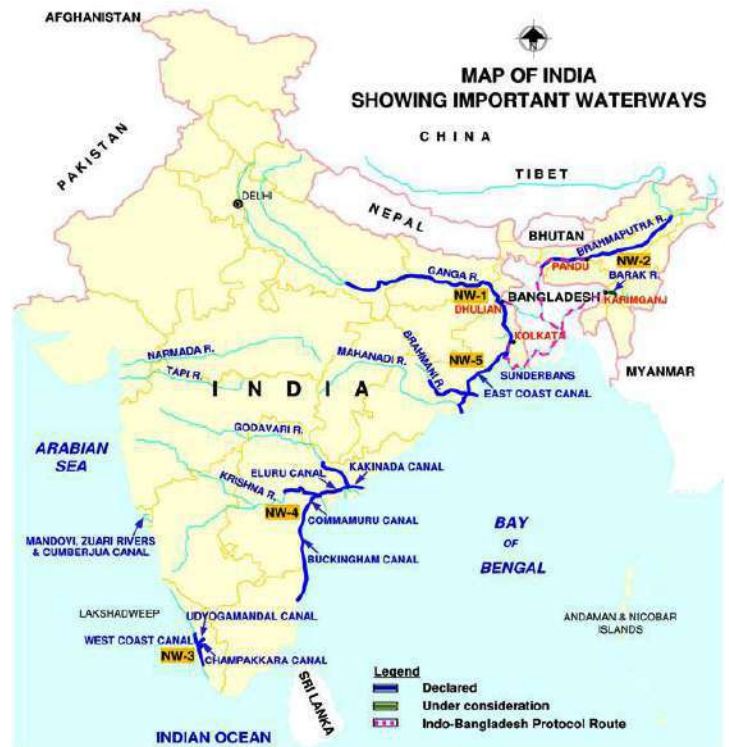 AFGHANISTAN
N
MAP OF INDIA
SHOWING IMPORTANT WATERWAYS
CHINA
PAKISTAN
TIBET
DELHI
NEPAL
BHUTAN
BRAHMAPUTRA R.
PANDU
NW-2
GANGA R.
BARAK R.
NW-1
BANGLADESH
DHULIAN
KARIMGANJ
KOLKATA
NW-5
NARMADA R.
MAHANADI R.
BRAHMANI R.
SUNDERBANS
MYANMAR
TAPI R.
INDIA
EAST COAST CANAL
GODAVARI R.
ARABIAN
SEA
KAKINADA CANAL
ELURU CANAL
KRISHNA R.
NW-4
COMMAMURU CANAL
BAY
OF
BENGAL
MANDOVI, ZUARI RIVERS
& CUMBERJUA CANAL
BUCKINGHAM CANAL
LAKSHADWEEP
UDYOGAMANDAL CANAL
ANDAMAN & NICOBAR
ISLANDS
WEST COAST CANAL
NW-3
CHAMPAKKARA CANAL
SRI LANKA
Legend
Declared
Under consideration
Indo-Bangladesh Protocol Route
INDIAN OCEAN